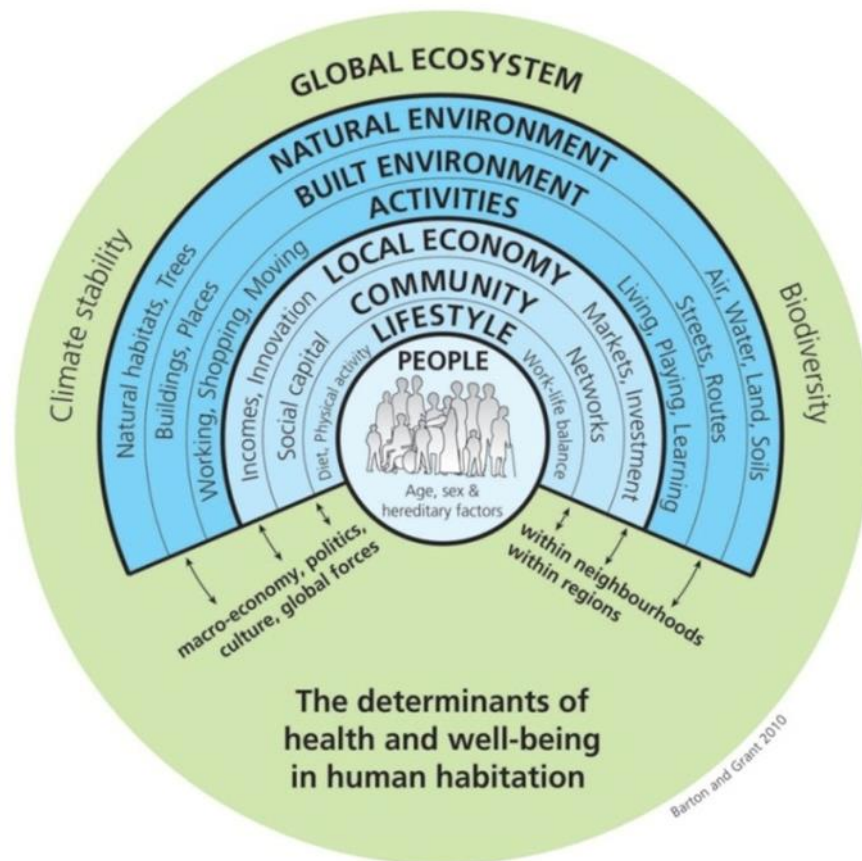 GLOBAL ECOSYSTEM
NATURAL ENVIRONMENT
BUILT ENVIRONMENT
ACTIVITIES
LOCAL ECONOMY
COMMUNITY
LIFESTYLE
PEOPLE
Age, sex &
hereditary factors
Climate stability
Natural habitats, Trees
Buildings, Places
Working, Shopping, Moving
Incomes, Innovation
Social capital
Diet, Physical activity
Work-life balance
Networks
Markets, Investment
Living, Playing, Learning
Streets, Routes
Air, Water, Land, Soils
Biodiversity
macro-economy, politics,
culture, global forces
within neighbourhoods
within regions
The determinants of
health and well-being
in human habitation
Barton and Grant 2010